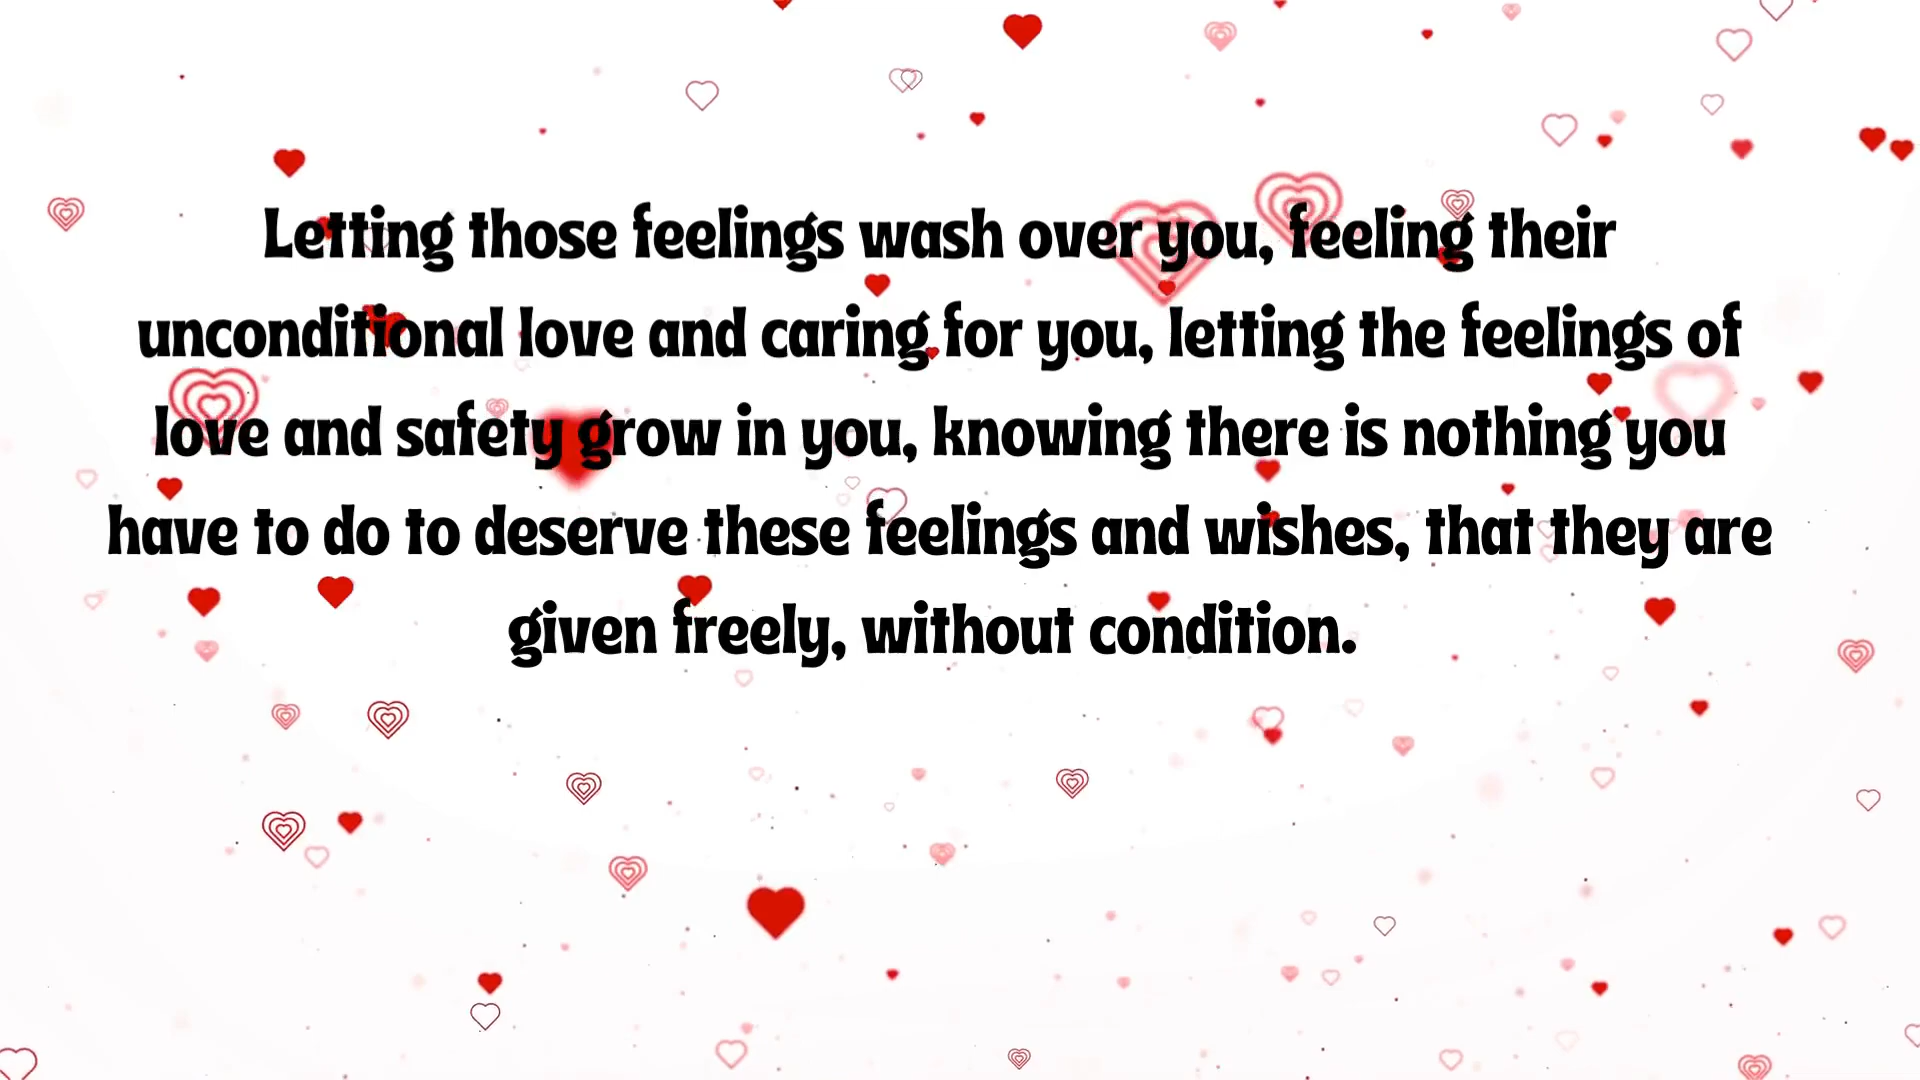 Letting those feelings wash over you, feeling their
unconditional love and caring for you, letting the feelings of
love and safety grow in you, knowing there is nothing you
have to do to deserve these feelings and wishes, that they are
given freely, without condition.